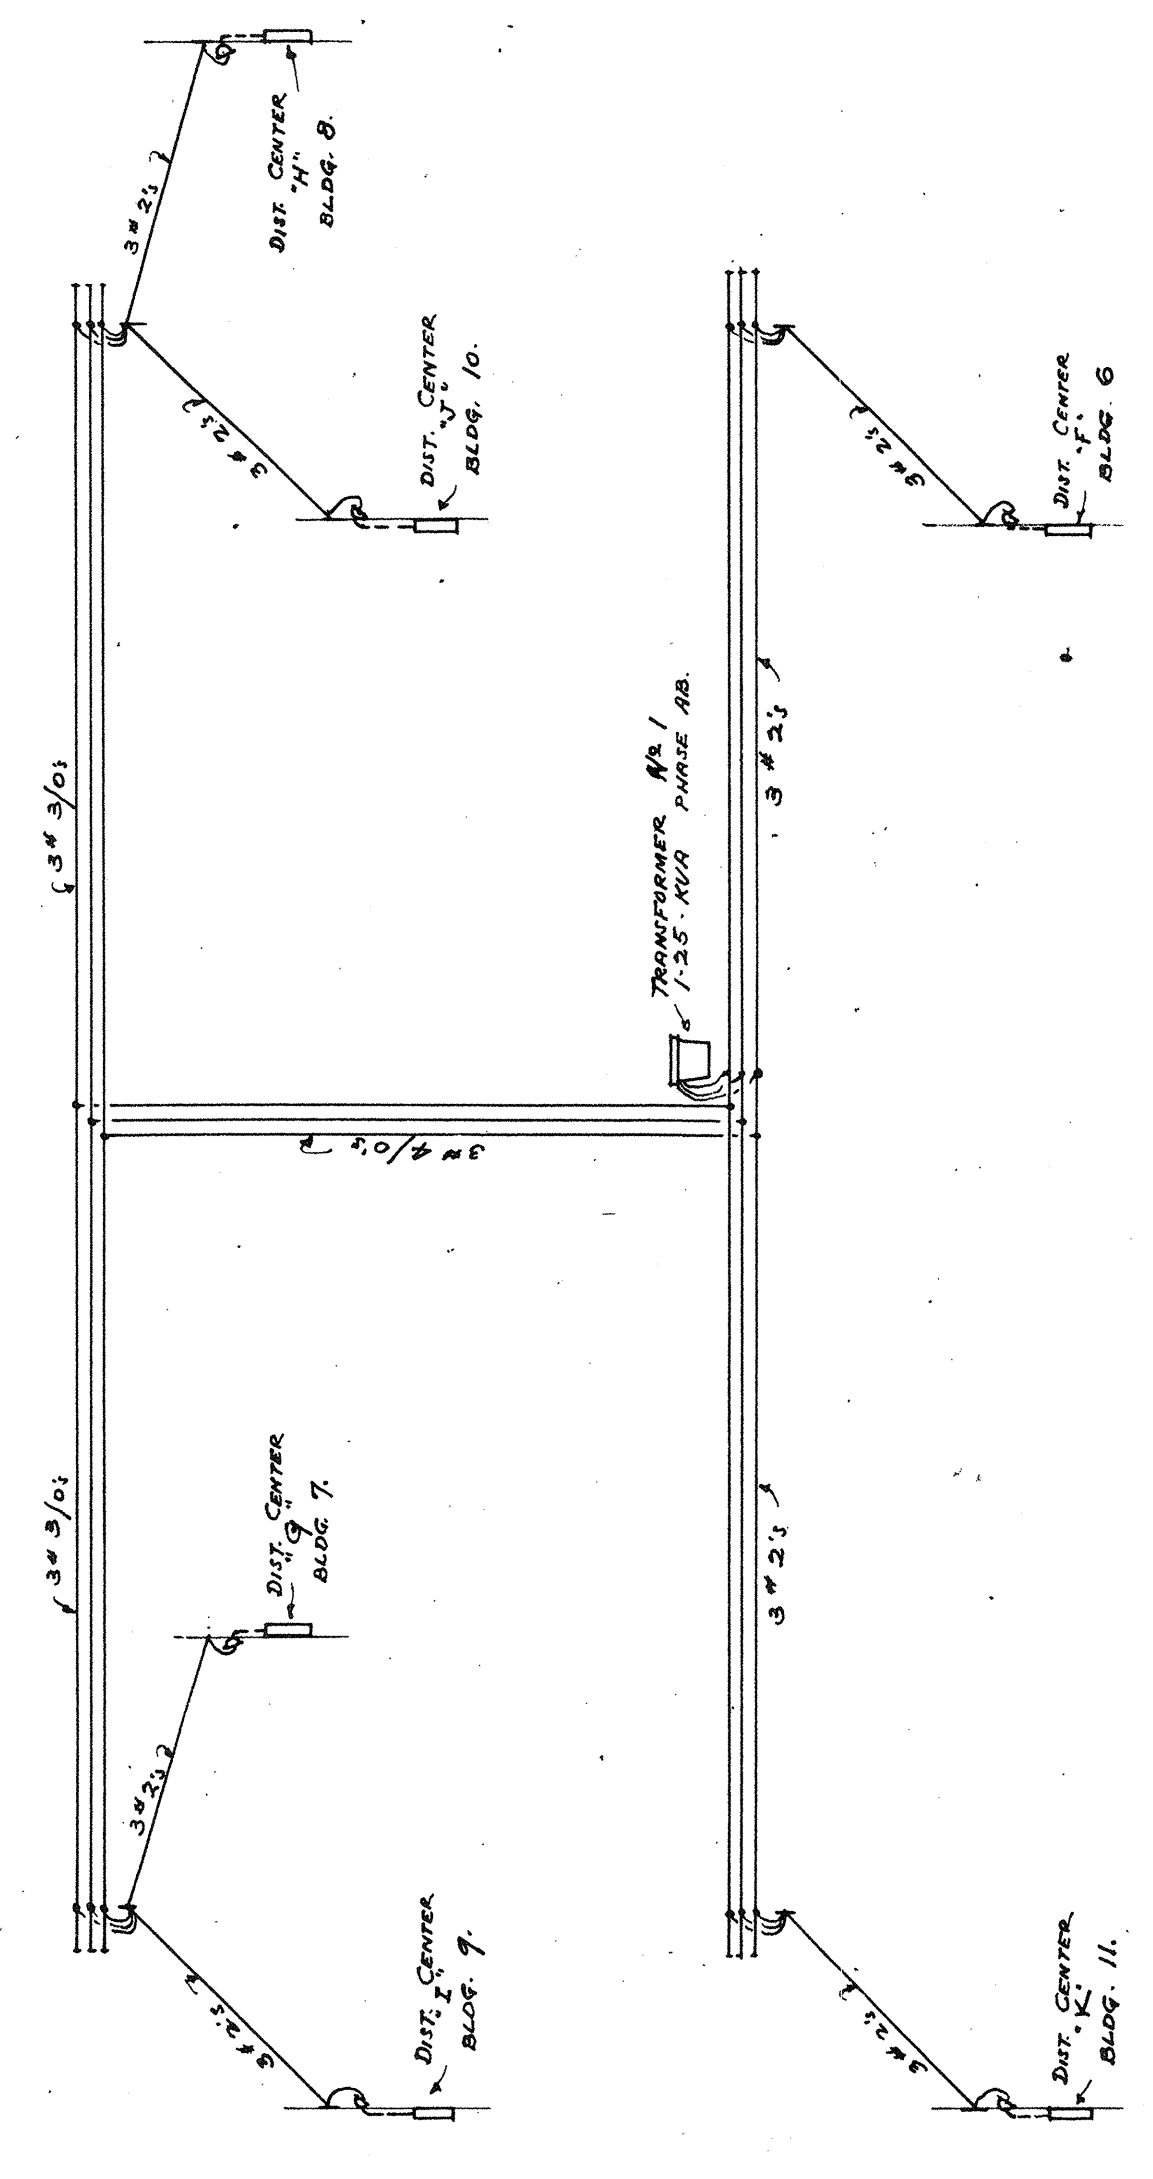 3 # 3/0's
3 # 3/0's
3 # 2's
3 # 2's
DIST. CENTER
"I"
BLDG. 9.
DIST. CENTER
"G"
BLDG. 7.
3 # 4/0's
3 # 2's
3 # 2's
DIST. CENTER
"J"
BLDG. 10.
DIST. CENTER
"H"
BLDG. 8.
TRANSFORMER № 1
1-25-KVA PHASE AB.
3 # 2's
3 # 2's
3 # 2's
DIST. CENTER
"K"
BLDG. 11.
3 # 2's
DIST. CENTER
"F"
BLDG. 6